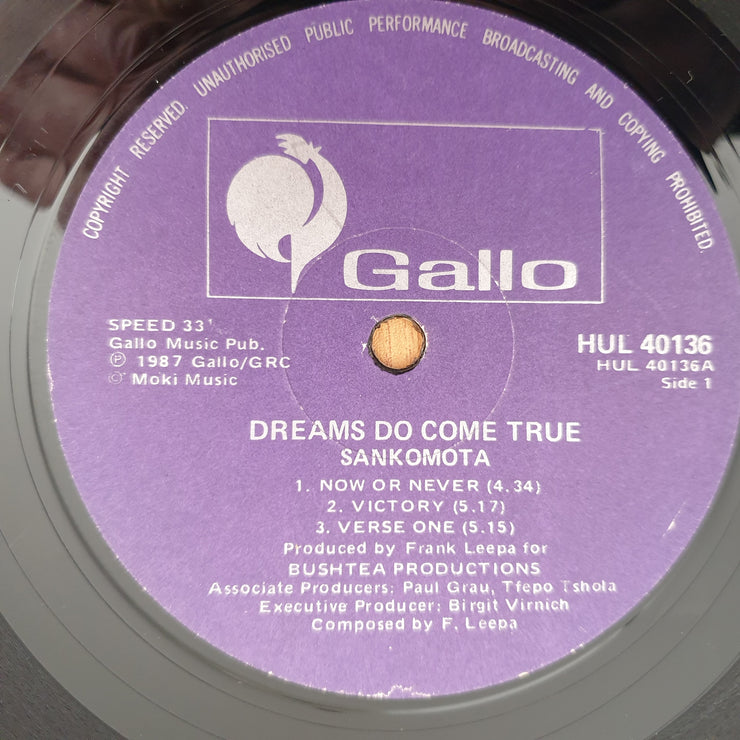 COPYRIGHT RESERVED. UNAUTHORISED PUBLIC PERFORMANCE BROADCASTING AND COPYING PROHIBITED.
Gallo
SPEED 33⅓
Gallo Music Pub.
Ⓟ 1987 Gallo/GRC
© Moki Music
HUL 40136
HUL 40136A
Side 1
DREAMS DO COME TRUE
SANKOMOTA
1. NOW OR NEVER (4.34)
2. VICTORY (5.17)
3. VERSE ONE (5.15)
Produced by Frank Leepa for
BUSHTEA PRODUCTIONS
Associate Producers: Paul Grau, Tfepo Tshola
Executive Producer: Birgit Virnich
Composed by F. Leepa